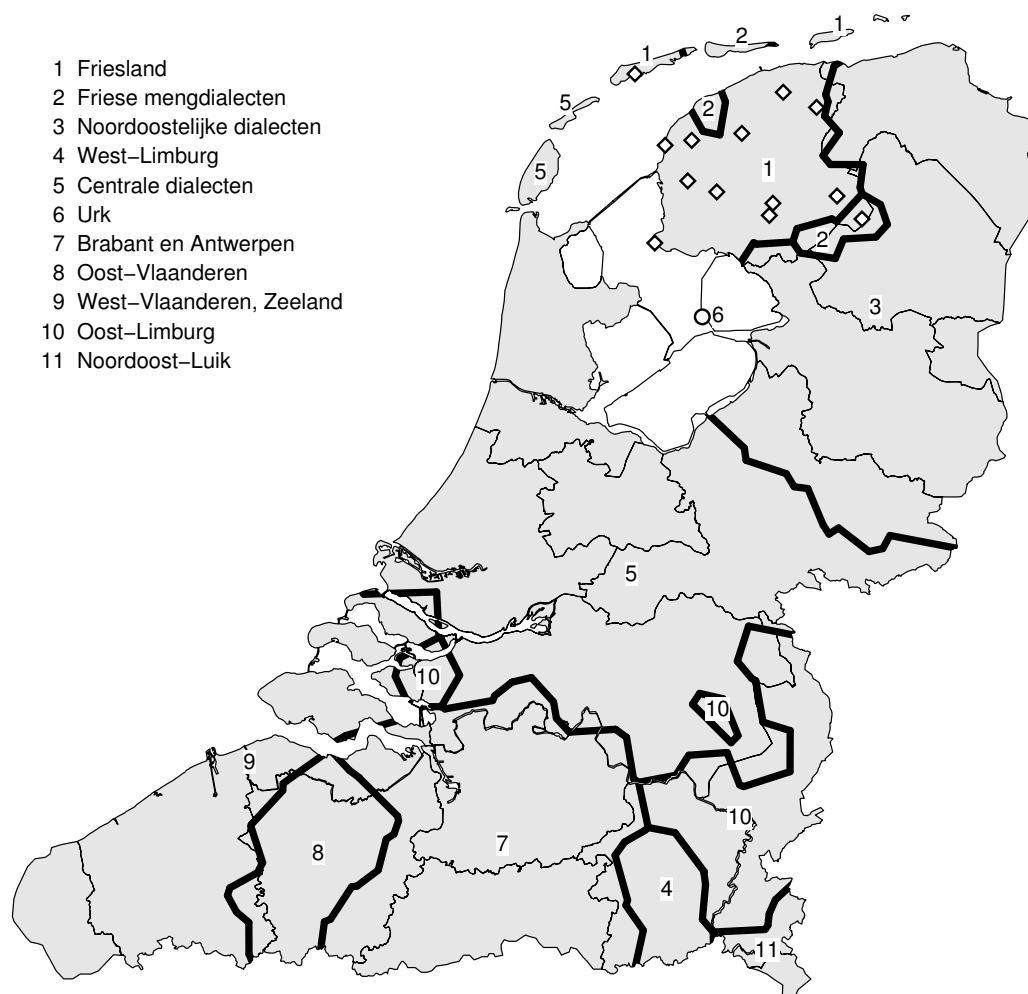 1 Friesland
2 Friese mengdialecten
3 Noordoostelijke dialecten
4 West−Limburg
5 Centrale dialecten
6 Urk
7 Brabant en Antwerpen
8 Oost−Vlaanderen
9 West−Vlaanderen, Zeeland
10 Oost−Limburg
11 Noordoost−Luik
1
2
1
5
2
5
1
2
6
3
5
10
10
9
10
7
8
4
11